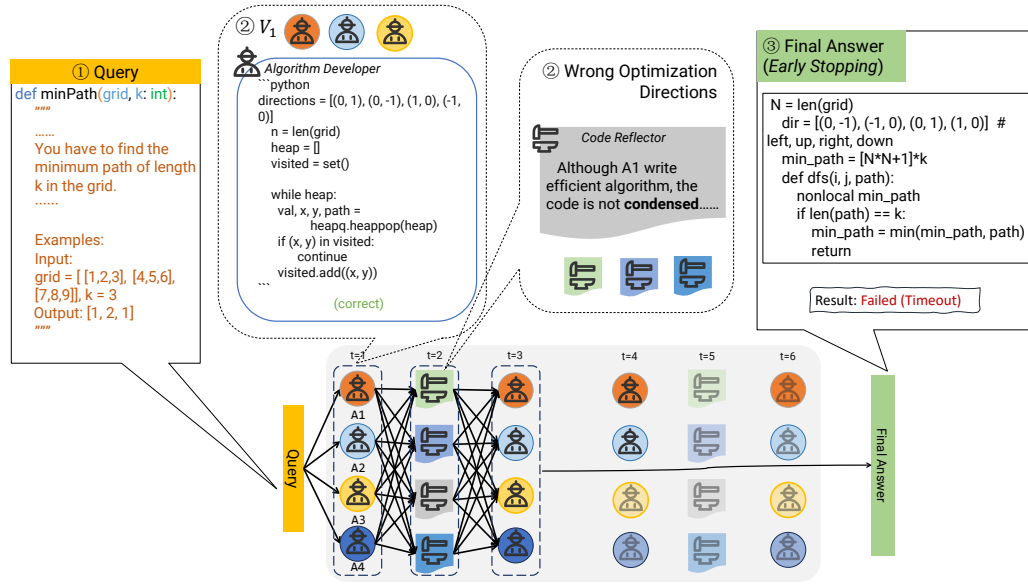 ① Query
def minPath(grid, k: int):
"""
......
You have to find the
minimum path of length
k in the grid.
......
Examples:
Input:
grid = [ [1,2,3], [4,5,6],
[7,8,9]], k = 3
Output: [1, 2, 1]
"""
② V1
Algorithm Developer
```python
directions = [(0, 1), (0, -1), (1, 0), (-1,
0)]
n = len(grid)
heap = []
visited = set()
while heap:
val, x, y, path =
heapq.heappop(heap)
if (x, y) in visited:
continue
visited.add((x, y))
```
(correct)
② Wrong Optimization
Directions
Code Reflector
Although A1 write
efficient algorithm, the
code is not condensed......
③ Final Answer
(Early Stopping)
N = len(grid)
dir = [(0, -1), (-1, 0), (0, 1), (1, 0)] #
left, up, right, down
min_path = [N*N+1]*k
def dfs(i, j, path):
nonlocal min_path
if len(path) == k:
min_path = min(min_path, path)
return
Result: Failed (Timeout)
t=1
t=2
t=3
t=4
t=5
t=6
A1
A2
A3
A4
Query
Final Answer